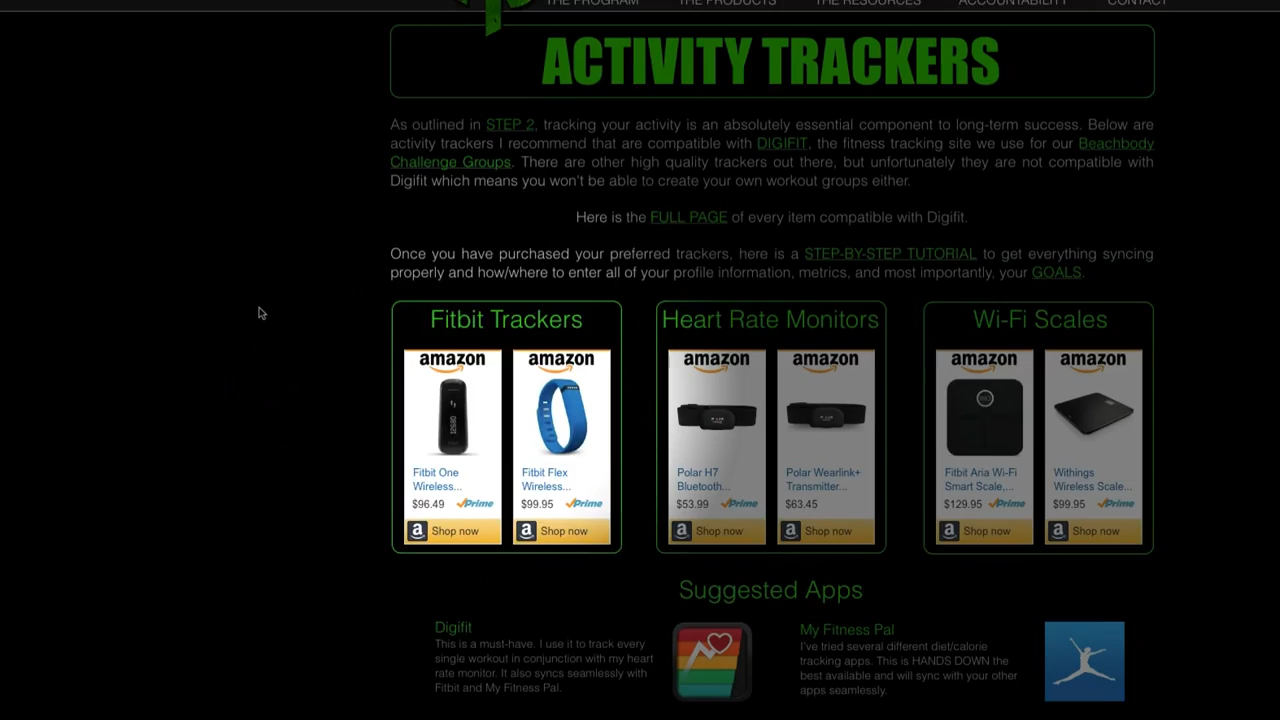 THE PROGRAM THE PRODUCTS THE RESOURCES ACCOUNTABILITY CONTACT
ACTIVITY TRACKERS
As outlined in STEP 2, tracking your activity is an absolutely essential component to long-term success. Below are
activity trackers I recommend that are compatible with DIGIFIT, the fitness tracking site we use for our Beachbody
Challenge Groups. There are other high quality trackers out there, but unfortunately they are not compatible with
Digifit which means you won't be able to create your own workout groups either.
Here is the FULL PAGE of every item compatible with Digifit.
Once you have purchased your preferred trackers, here is a STEP-BY-STEP TUTORIAL to get everything syncing
properly and how/where to enter all of your profile information, metrics, and most importantly, your GOALS.
Fitbit Trackers
amazon
Fitbit One
Wireless...
$96.49 Prime
a Shop now
amazon
Fitbit Flex
Wireless...
$99.95 Prime
a Shop now
Heart Rate Monitors
amazon
Polar H7
Bluetooth...
$53.99 Prime
a Shop now
amazon
Polar Wearlink+
Transmitter...
$63.45
a Shop now
Wi-Fi Scales
amazon
Fitbit Aria Wi-Fi
Smart Scale,...
$129.95 Prime
a Shop now
amazon
Withings
Wireless Scale...
$99.95 Prime
a Shop now
Suggested Apps
Digifit
This is a must-have. I use it to track every
single workout in conjunction with my heart
rate monitor. It also syncs seamlessly with
Fitbit and My Fitness Pal.
My Fitness Pal
I've tried several different diet/calorie
tracking apps. This is HANDS DOWN the
best available and will sync with your other
apps seamlessly.